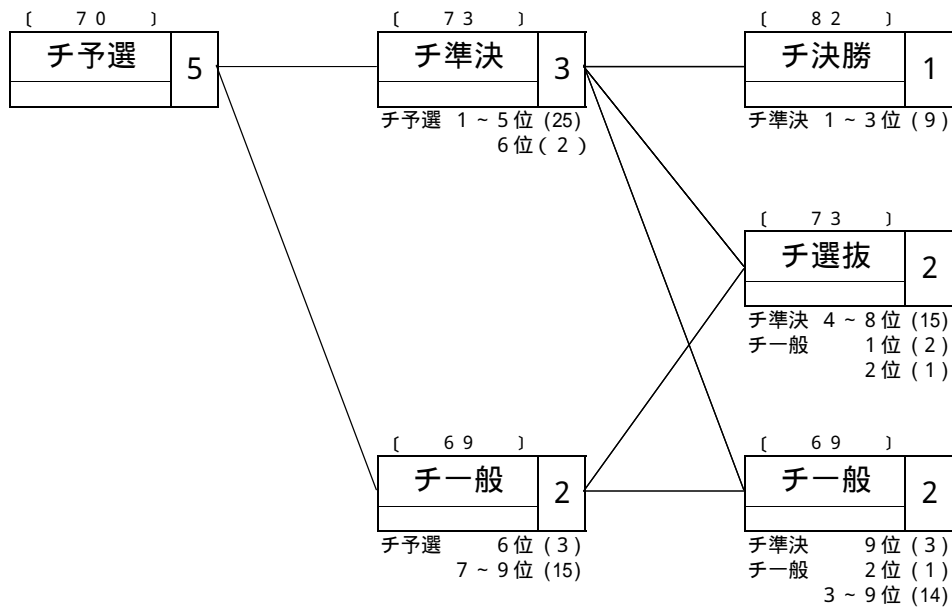 〔 70 〕
チ予選 5
〔 73 〕
チ準決 3
チ予選 1~5位 (25)
6位 (2)
〔 82 〕
チ決勝 1
チ準決 1~3位 (9)
〔 73 〕
チ選抜 2
チ準決 4~8位 (15)
チ一般 1位 (2)
2位 (1)
〔 69 〕
チ一般 2
チ予選 6位 (3)
7~9位 (15)
〔 69 〕
チ一般 2
チ準決 9位 (3)
チ一般 2位 (1)
3~9位 (14)